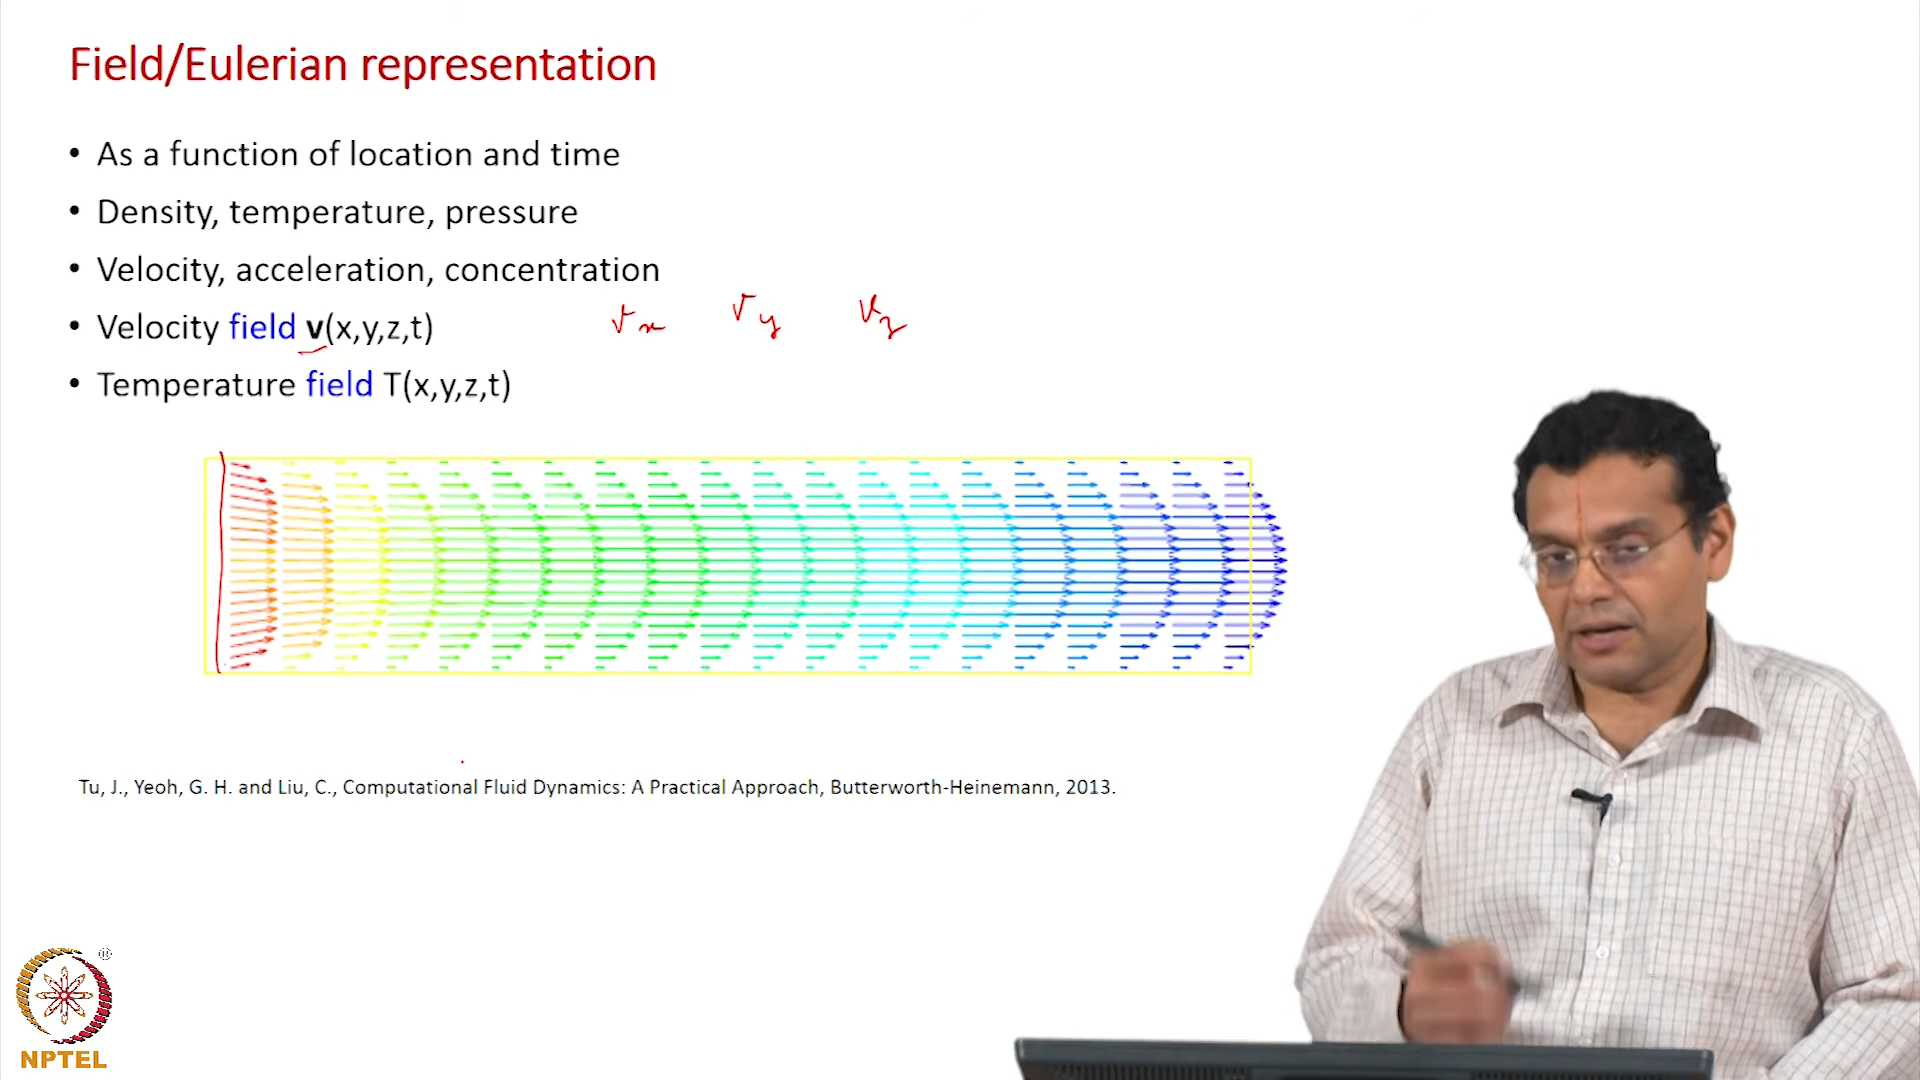 Field/Eulerian representation
• As a function of location and time
• Density, temperature, pressure
• Velocity, acceleration, concentration
• Velocity field v(x,y,z,t)
vx vy vz
• Temperature field T(x,y,z,t)
Tu, J., Yeoh, G. H. and Liu, C., Computational Fluid Dynamics: A Practical Approach, Butterworth-Heinemann, 2013.
®
NPTEL